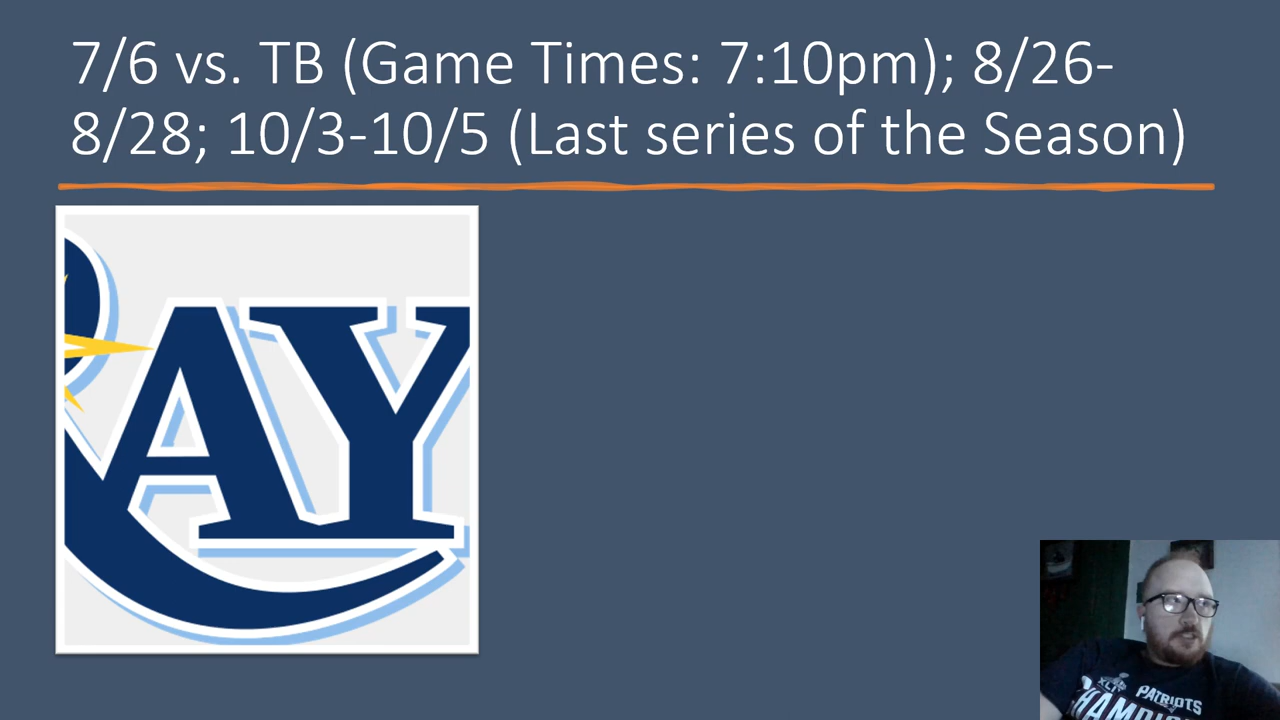 7/6 vs. TB (Game Times: 7:10pm); 8/26-
8/28; 10/3-10/5 (Last series of the Season)
AY
XLIX
PATRIOTS